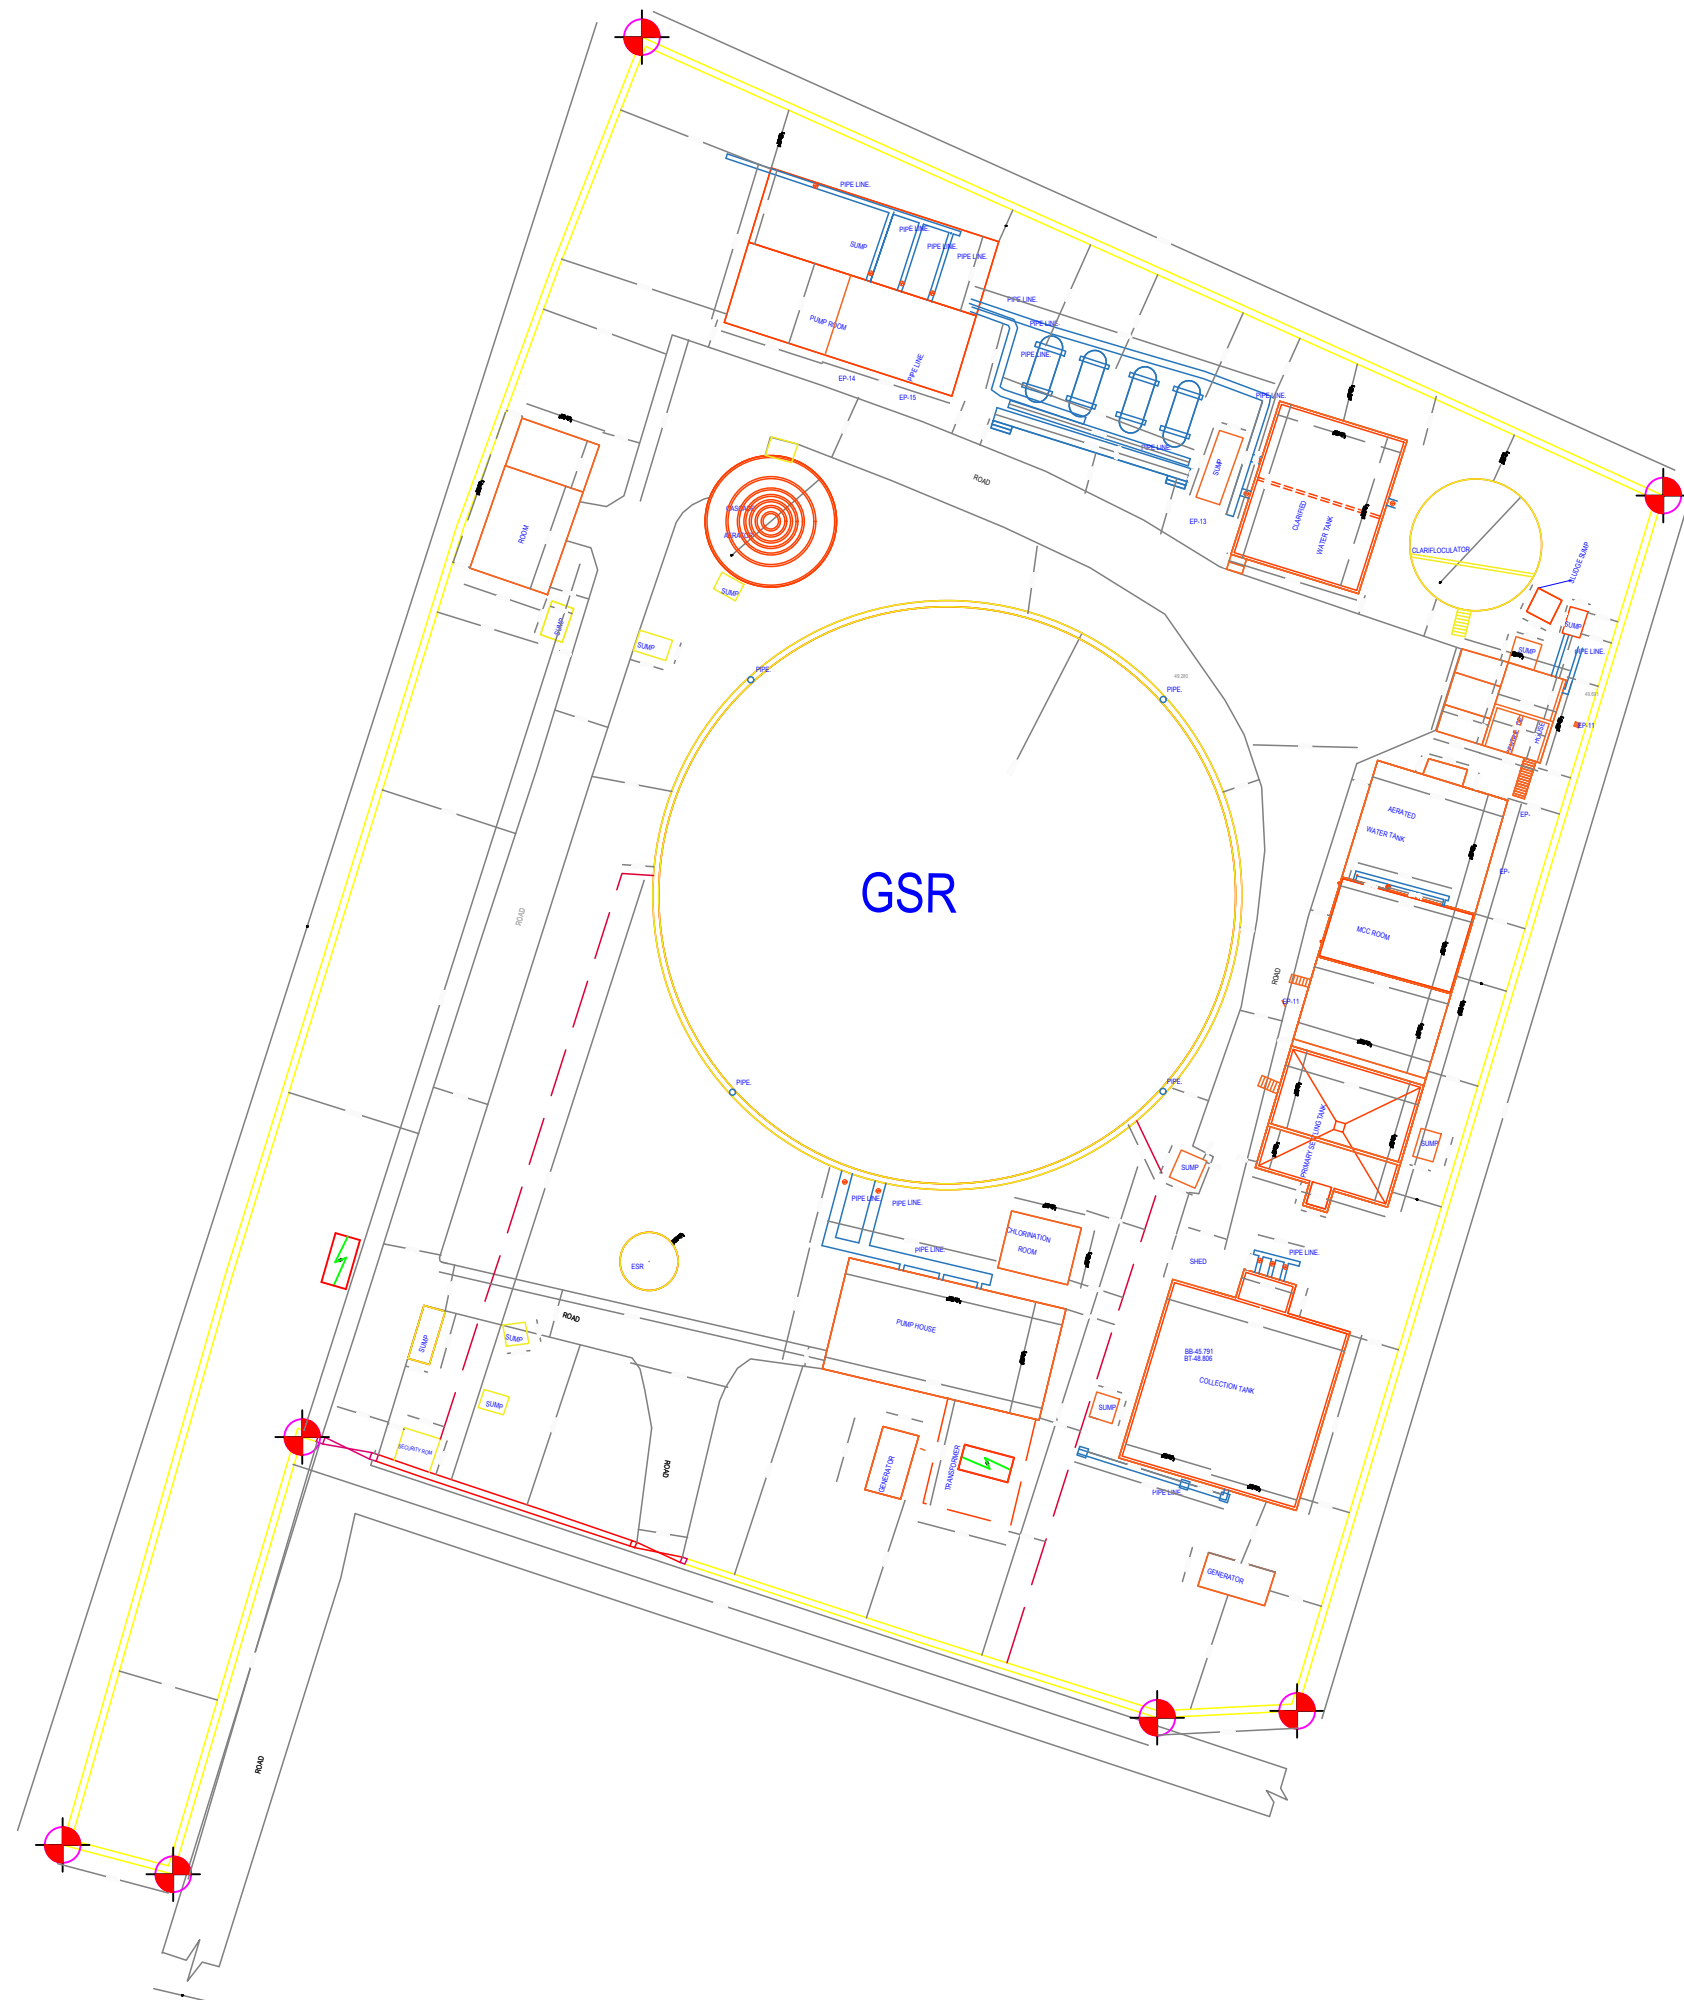 PIPE LINE.
PIPE LINE.
SUMP
PIPE LINE.
PIPE LINE.
PIPE LINE.
PUMP ROOM
PIPE LINE.
PIPE LINE.
PIPE LINE
EP-14
EP-15
PIPE LINE.
PIPE LINE.
SUMP
ROAD
CASCADE
AERATOR
EP-13
CLARIFIED
WATER TANK
ROOM
CLARIFLOCULATOR
SLUDGE SUMP
SUMP
SUMP
SUMP
SUMP
SUMP
PIPE LINE.
PIPE.
PIPE.
EP-11
HOUSE
AERATED
WATER TANK
EP-
EP-
GSR
ROAD
MCC ROOM
ROAD
EP-11
PIPE.
PIPE.
PRIMARY SETTLING TANK
SUMP
SUMP
PIPE LINE.
PIPE LINE.
CHLORINATION
ROOM
PIPE LINE.
SHED
PIPE LINE.
ESR
ROAD
PUMP HOUSE
SUMP
SUMP
BB-45.791
BT-48.806
COLLECTION TANK
SUMP
SUMP
SECURITY ROM
ROAD
GENERATOR
TRANSFORMER
PIPE LINE.
GENERATOR
ROAD